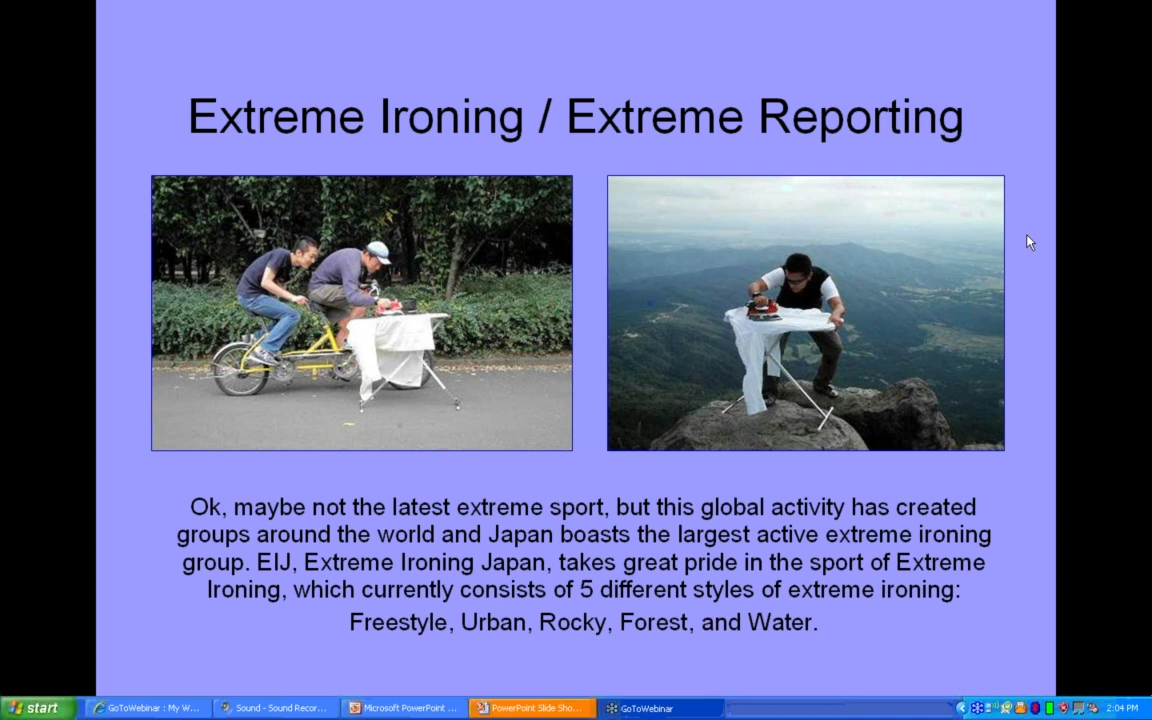 Extreme Ironing / Extreme Reporting
Ok, maybe not the latest extreme sport, but this global activity has created
groups around the world and Japan boasts the largest active extreme ironing
group. EIJ, Extreme Ironing Japan, takes great pride in the sport of Extreme
Ironing, which currently consists of 5 different styles of extreme ironing:
Freestyle, Urban, Rocky, Forest, and Water.
start GoToWebinar : My W... Sound - Sound Recor... Microsoft PowerPoint ... PowerPoint Slide Sho... GoToWebinar 2:04 PM